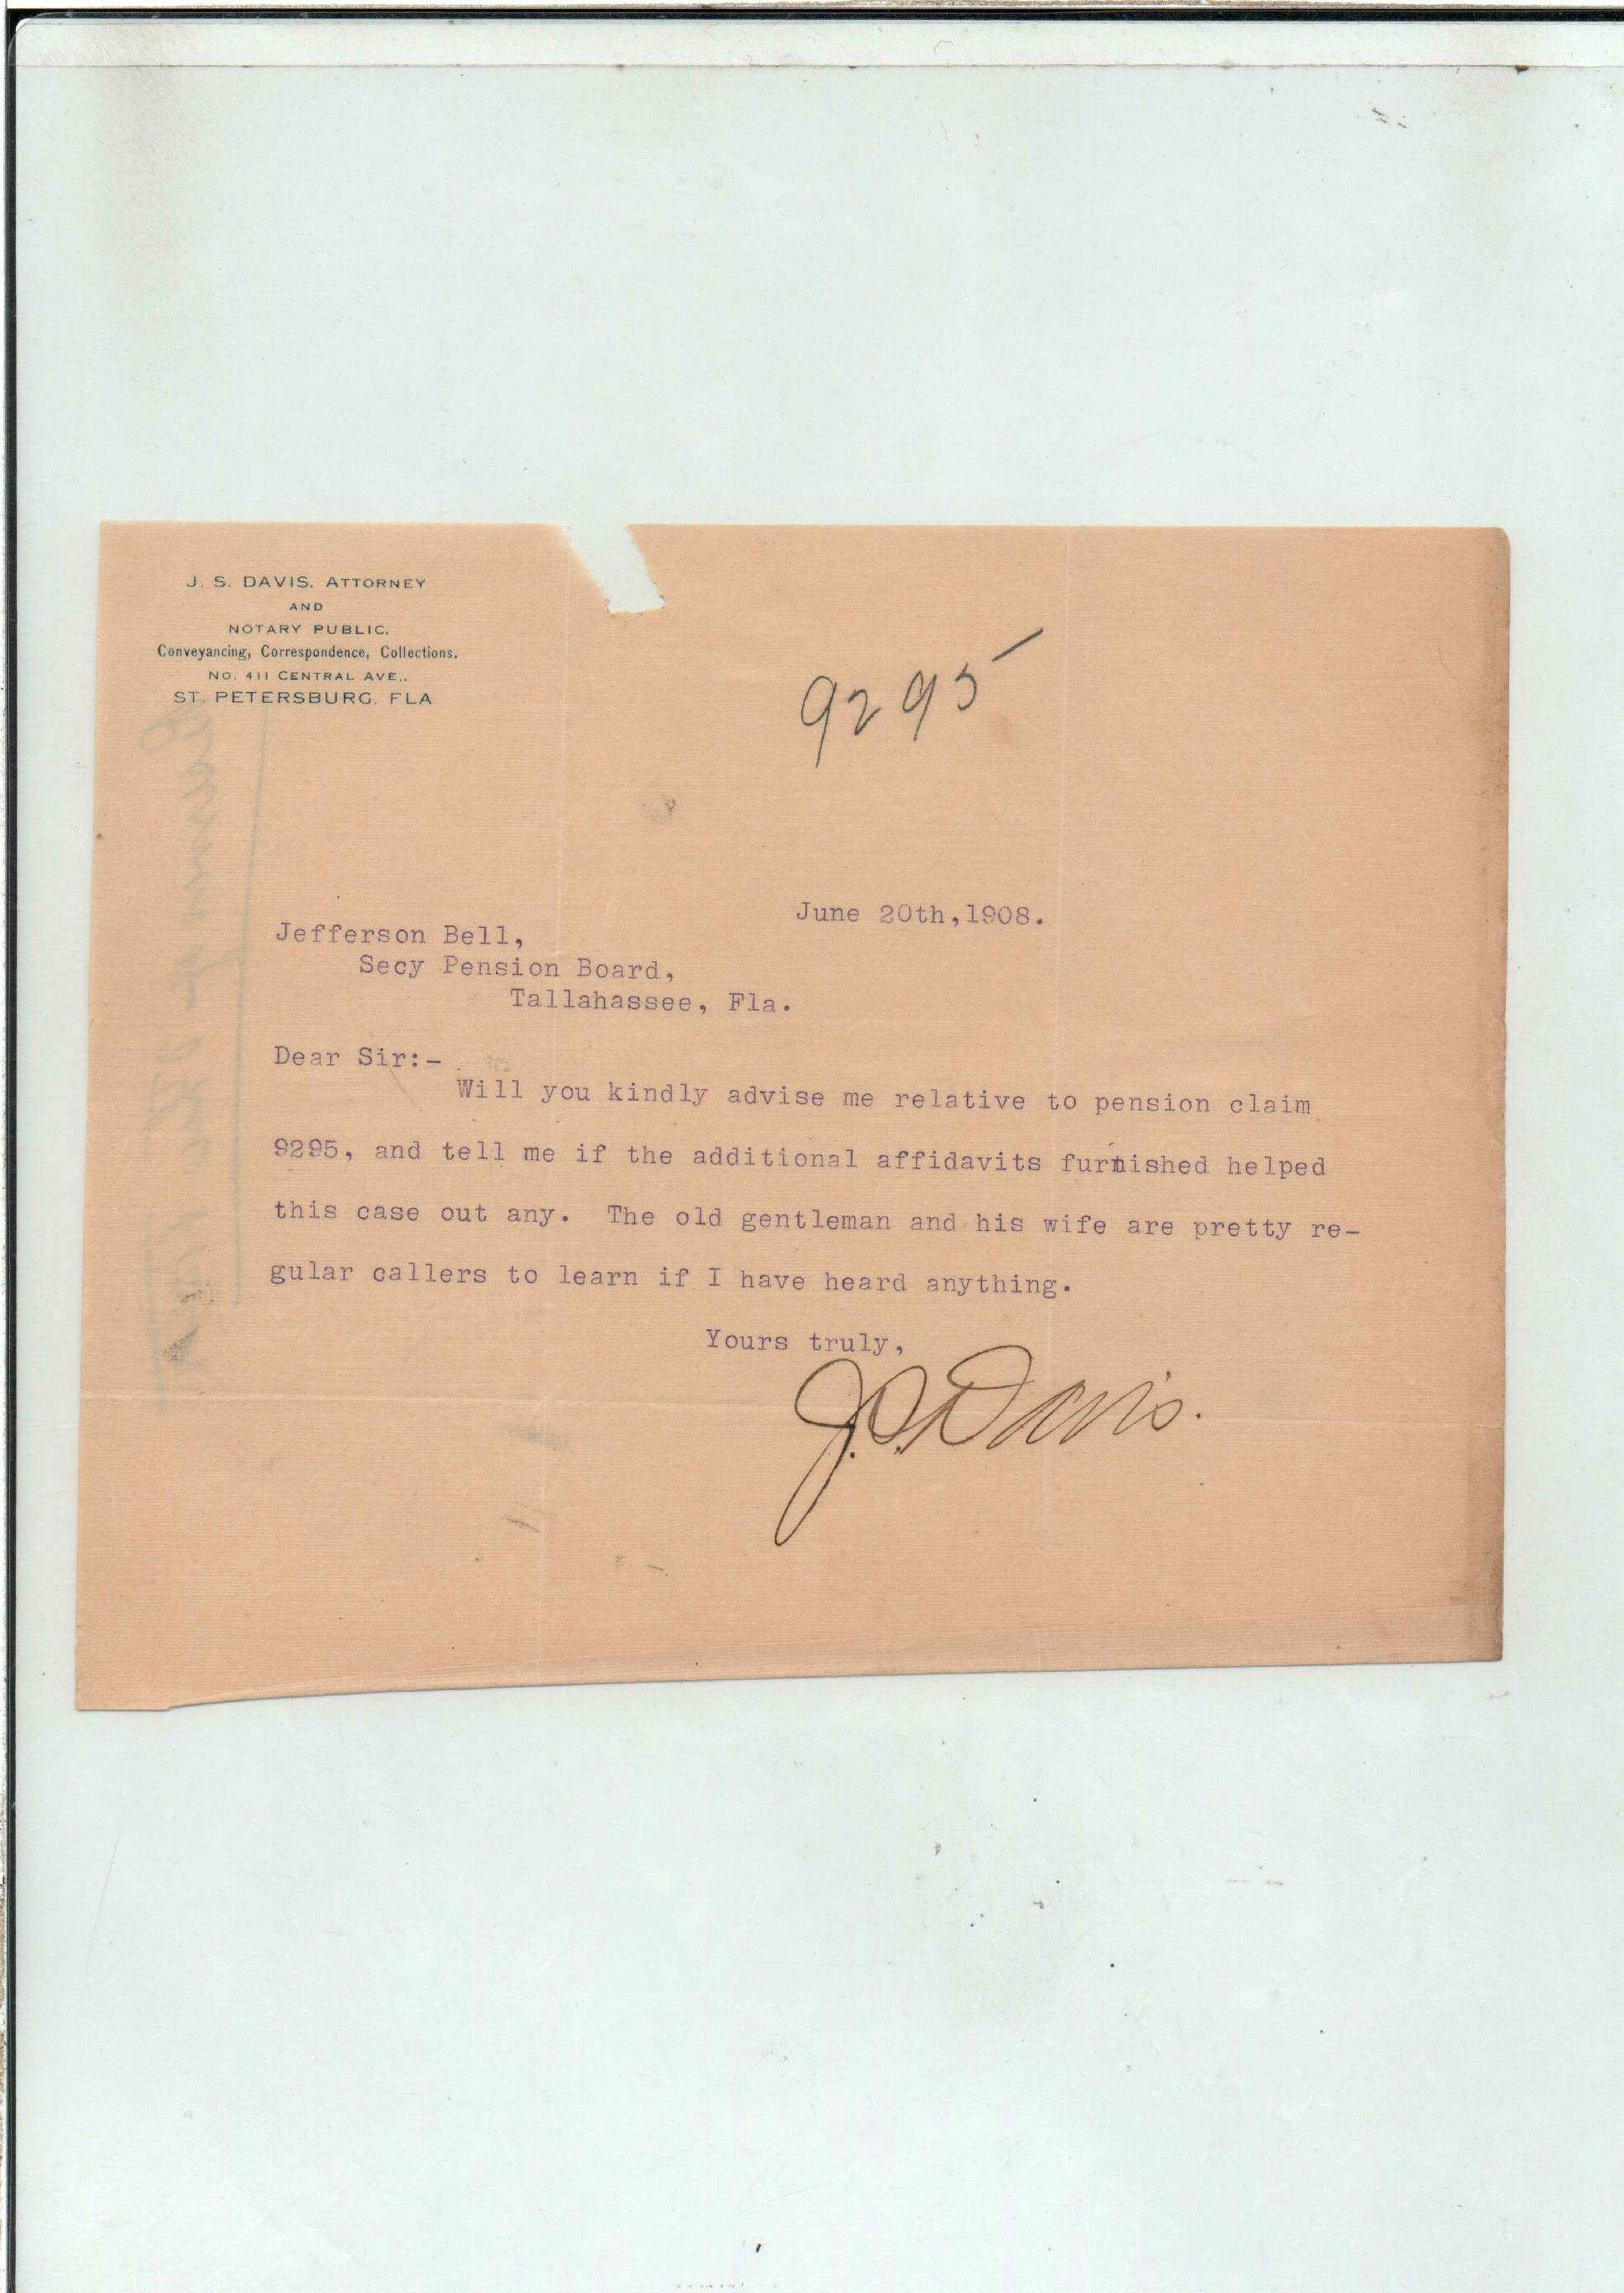 J. S. DAVIS, ATTORNEY
AND
NOTARY PUBLIC.
Conveyancing, Correspondence, Collections.
NO. 411 CENTRAL AVE.,
ST. PETERSBURG, FLA
9295
June 20th,1908.
Jefferson Bell,
Secy Pension Board,
Tallahassee, Fla.
Dear Sir:-
Will you kindly advise me relative to pension claim
9295, and tell me if the additional affidavits furnished helped
this case out any. The old gentleman and his wife are pretty re-
gular callers to learn if I have heard anything.
Yours truly,
J.S. Davis.